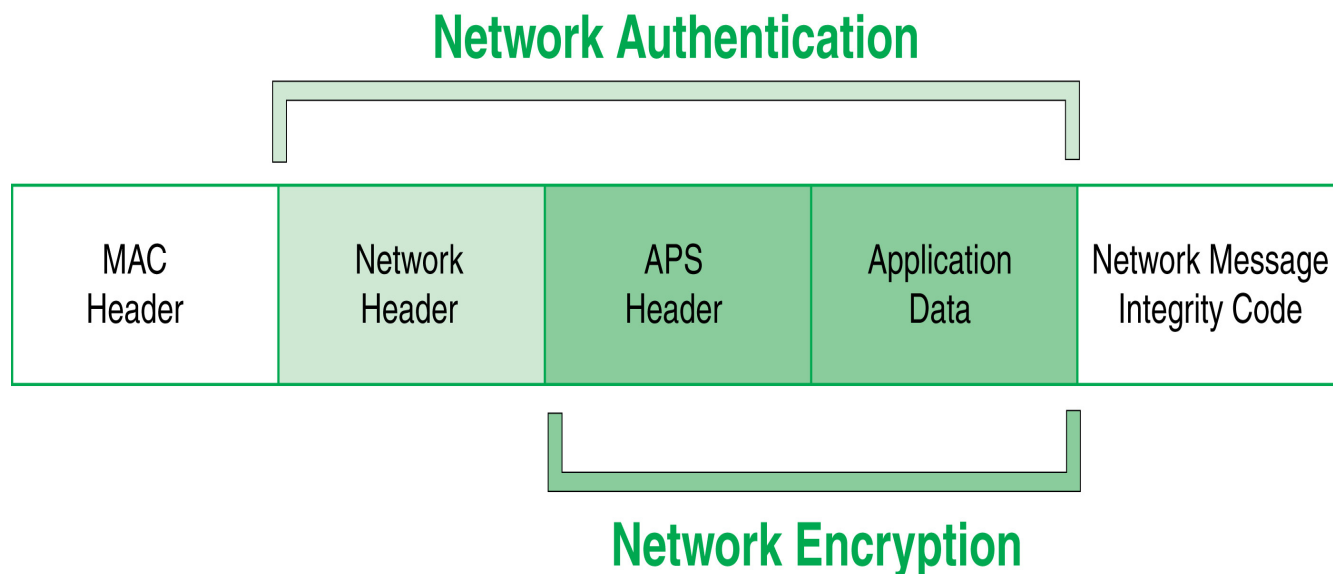 Network Authentication
MAC
Header
Network
Header
APS
Header
Application
Data
Network Message
Integrity Code
Network Encryption